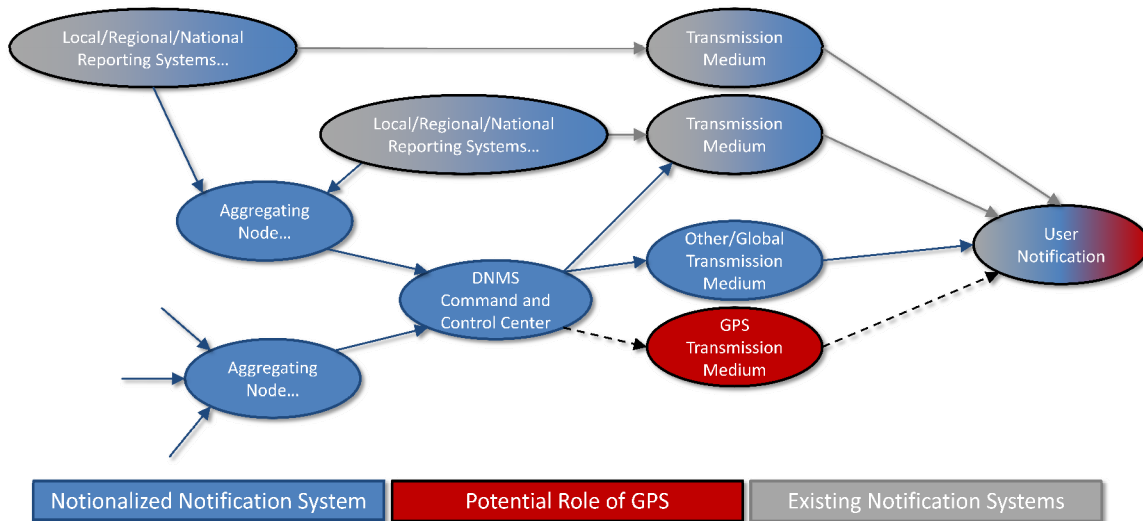 Local/Regional/National
Reporting Systems...
Transmission
Medium
Local/Regional/National
Reporting Systems...
Transmission
Medium
Aggregating
Node...
Other/Global
Transmission
Medium
User
Notification
DNMS
Command and
Control Center
GPS
Transmission
Medium
Aggregating
Node...
Notionalized Notification System
Potential Role of GPS
Existing Notification Systems